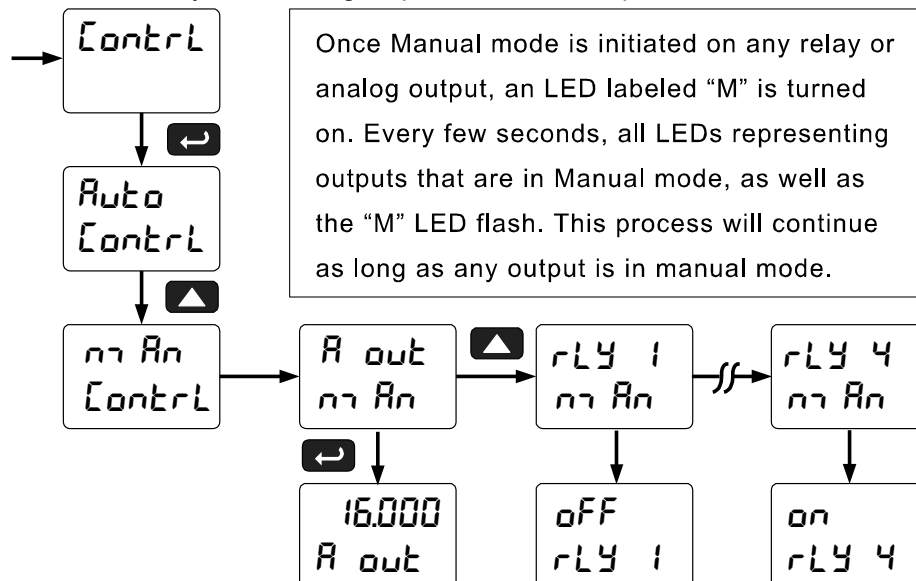 ContrL
Once Manual mode is initiated on any relay or
analog output, an LED labeled “M” is turned
on. Every few seconds, all LEDs representing
outputs that are in Manual mode, as well as
the “M” LED flash. This process will continue
as long as any output is in manual mode.
Auto
ContrL
mAn
ContrL
A out
mAn
rLY 1
mAn
rLY 4
mAn
16.000
A out
oFF
rLY 1
on
rLY 4